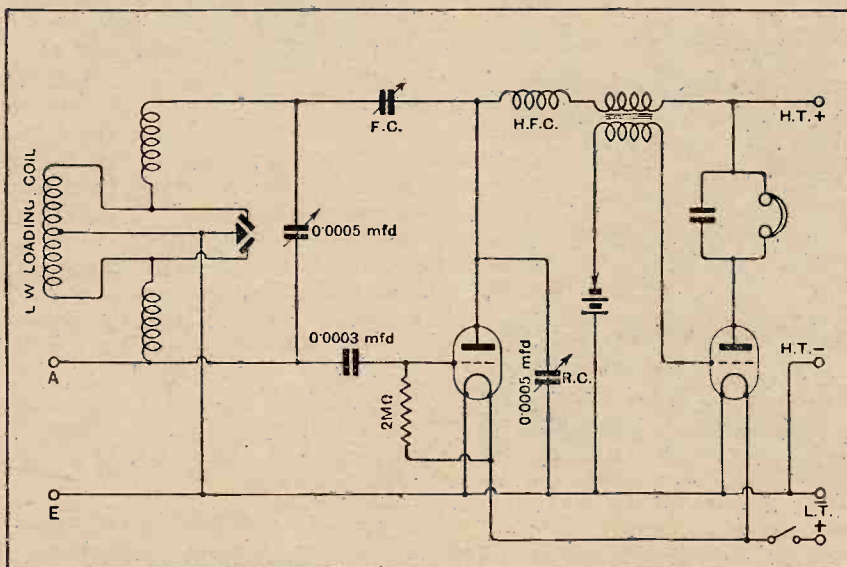 F.C.
H.F.C.
H.T.+
L W LOADING COIL
0·0005 mfd
0·0003 mfd
A
2MΩ
0·0005 mfd
R.C.
H.T.-
E
L.T.
-
+